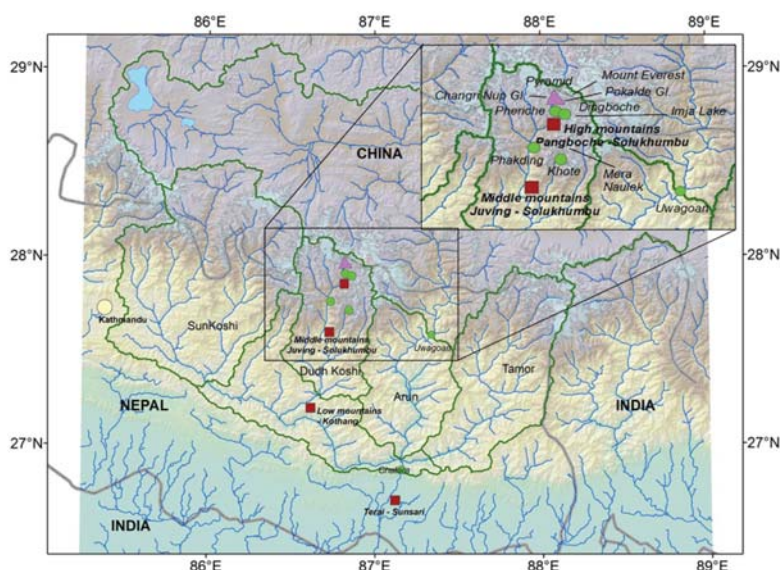 86°E 87°E 88°E 89°E
29°N
29°N
Pyramid
Mount Everest
Changri Nup Gl
Pokalde Gl
Pheriche
Dingboche
Imja Lake
High mountains
Pangboche -Solukhumbu
Phakding
Khote
Mera
Naulek
Middle mountains
Juving - Solukhumbu
Uwagoan
CHINA
28°N
28°N
Kathmandu
SunKoshi
Middle mountains
Juving - Solukhumbu
Uwagoan
Dudh Koshi
Tamor
Arun
NEPAL
Low mountains
- Kothang
INDIA
27°N
27°N
Terai - Sunsari
INDIA
86°E 87°E 88°E 89°E